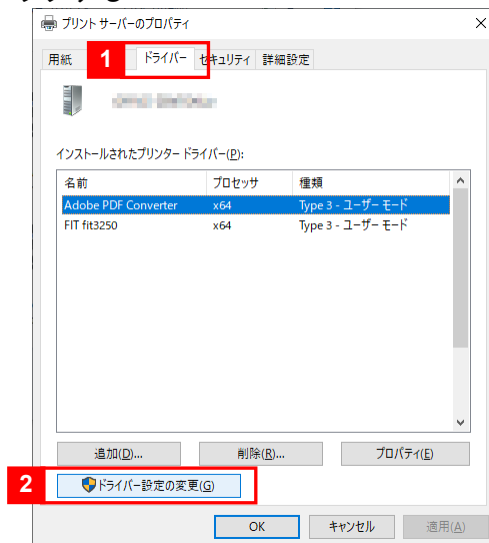 プリント サーバーのプロパティ
用紙 1 ドライバー セキュリティ 詳細設定
インストールされたプリンター ドライバー(P):
名前 プロセッサ 種類
Adobe PDF Converter x64 Type 3 - ユーザー モード
FIT fit3250 x64 Type 3 - ユーザー モード
追加(D)... 削除(R)... プロパティ(E)
2 ドライバー設定の変更(G)
OK キャンセル 適用(A)